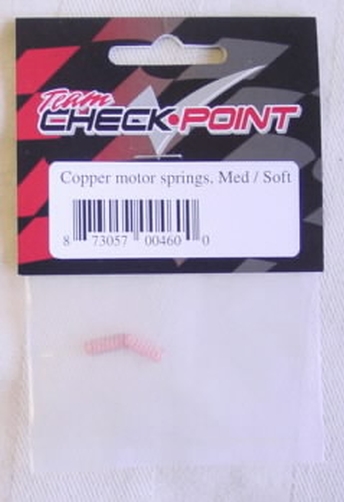 Team
CHECK•POINT
Copper motor springs, Med / Soft
8 73057 00460 0